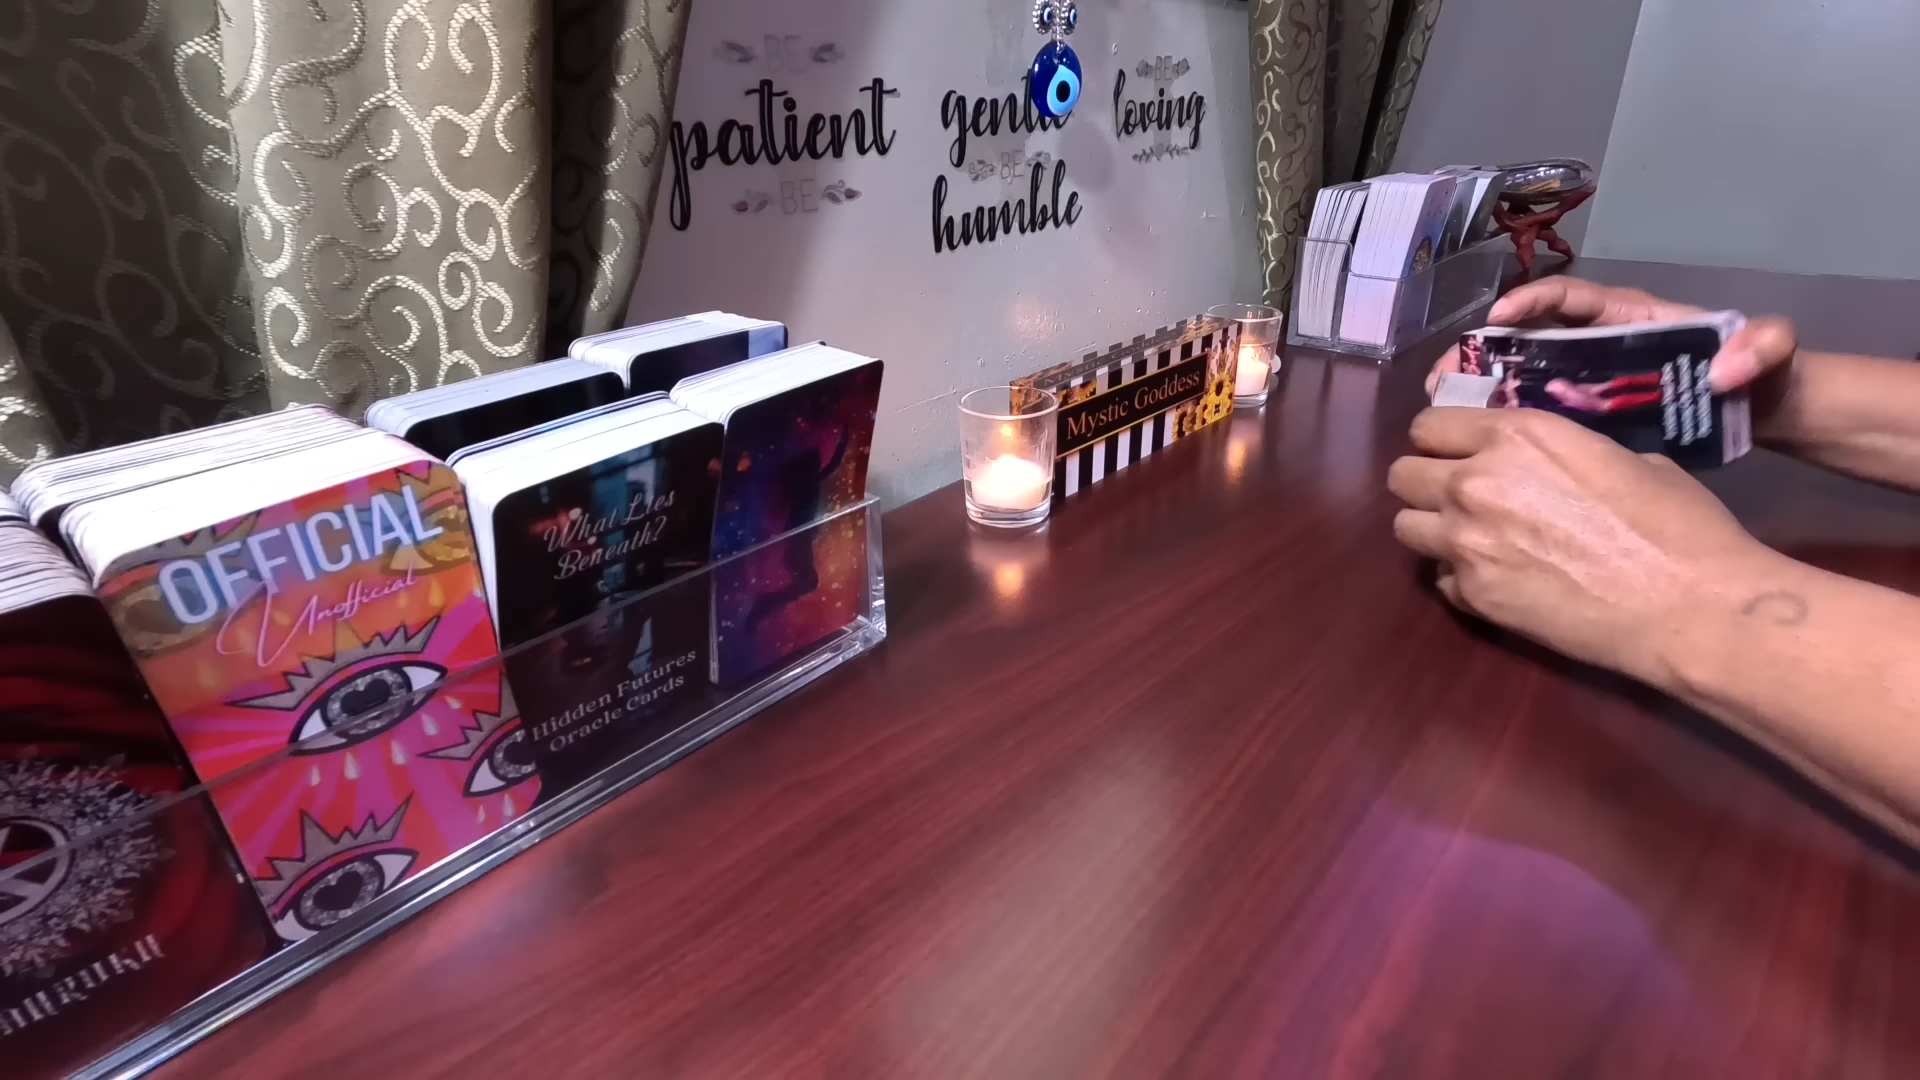 BE
patient
BE
gentle
BE
humble
BE
loving
Mystic Goddess
OFFICIAL
Unofficial
What Lies
Beneath?
Hidden Futures
Oracle Cards